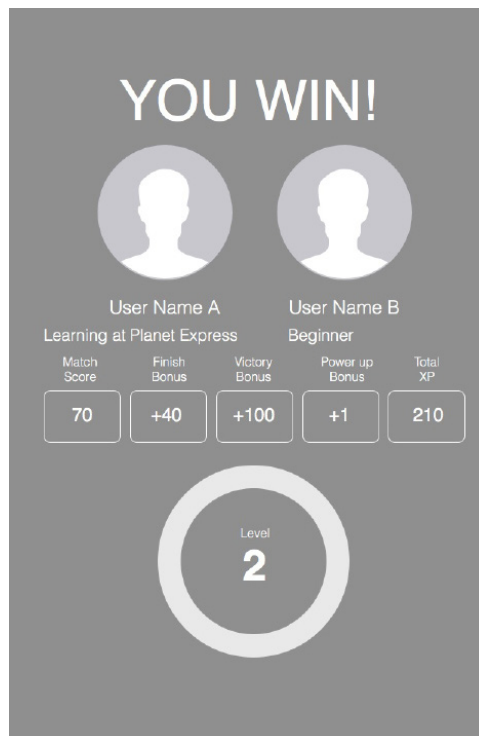 YOU WIN!
User Name A User Name B
Learning at Planet Express Beginner
Match Score Finish Bonus Victory Bonus Power up Bonus Total XP
70 +40 +100 +1 210
Level
2